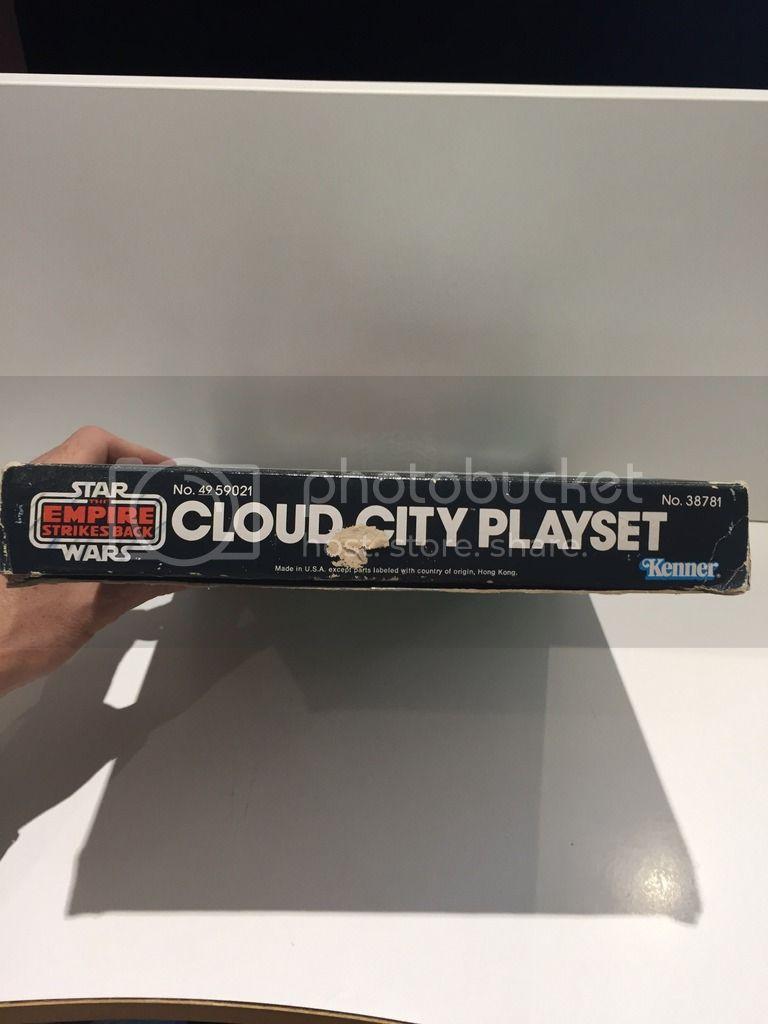 STAR
THE
EMPIRE
STRIKES BACK
WARS
No. 49 59021
CLOUD CITY PLAYSET
No. 38781
Made in U.S.A. except parts labeled with country of origin, Hong Kong.
Kenner
photobucket
host. store. share.